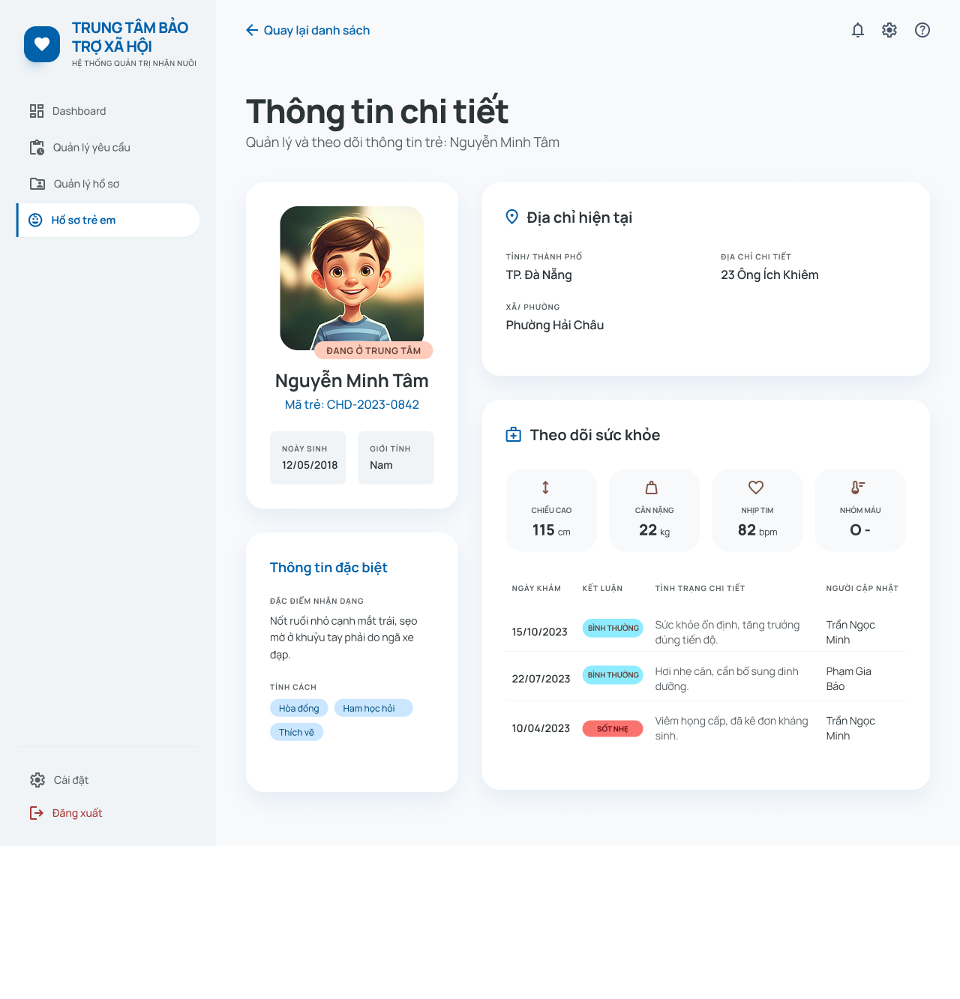 TRUNG TÂM BẢO
TRỢ XÃ HỘI
HỆ THỐNG QUẢN TRỊ NHẬN NUÔI
Dashboard
Quản lý yêu cầu
Quản lý hồ sơ
Hồ sơ trẻ em
Cài đặt
Đăng xuất
Quay lại danh sách
Thông tin chi tiết
Quản lý và theo dõi thông tin trẻ: Nguyễn Minh Tâm
ĐANG Ở TRUNG TÂM
Nguyễn Minh Tâm
Mã trẻ: CHD-2023-0842
NGÀY SINH
12/05/2018
GIỚI TÍNH
Nam
Thông tin đặc biệt
ĐẶC ĐIỂM NHẬN DẠNG
Nốt ruồi nhỏ cạnh mắt trái, sẹo
mờ ở khuỷu tay phải do ngã xe
đạp.
TÍNH CÁCH
Hòa đồng
Ham học hỏi
Thích vẽ
Địa chỉ hiện tại
TỈNH/ THÀNH PHỐ
TP. Đà Nẵng
ĐỊA CHỈ CHI TIẾT
23 Ông Ích Khiêm
XÃ/ PHƯỜNG
Phường Hải Châu
Theo dõi sức khỏe
CHIỀU CAO
115 cm
CÂN NẶNG
22 kg
NHỊP TIM
82 bpm
NHÓM MÁU
O -
NGÀY KHÁM KẾT LUẬN TÌNH TRẠNG CHI TIẾT NGƯỜI CẬP NHẬT
15/10/2023 BÌNH THƯỜNG Sức khỏe ổn định, tăng trưởng Trần Ngọc
đúng tiến độ. Minh
22/07/2023 BÌNH THƯỜNG Hơi nhẹ cân, cần bổ sung dinh Phạm Gia
dưỡng. Bảo
10/04/2023 SỐT NHẸ Viêm họng cấp, đã kê đơn kháng Trần Ngọc
sinh. Minh